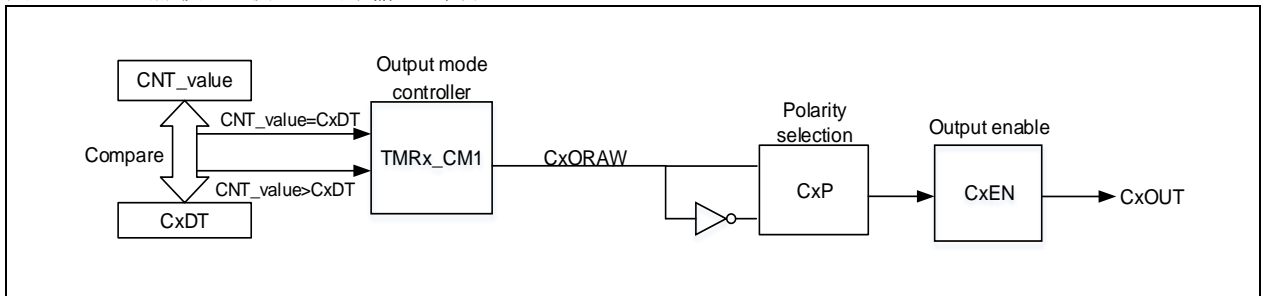 Output mode
controller
CNT_value
CNT_value=CxDT
Compare
TMRx_CM1
CNT_value>CxDT
CxDT
CxORAW
Polarity
selection
CxP
Output enable
CxEN
CxOUT